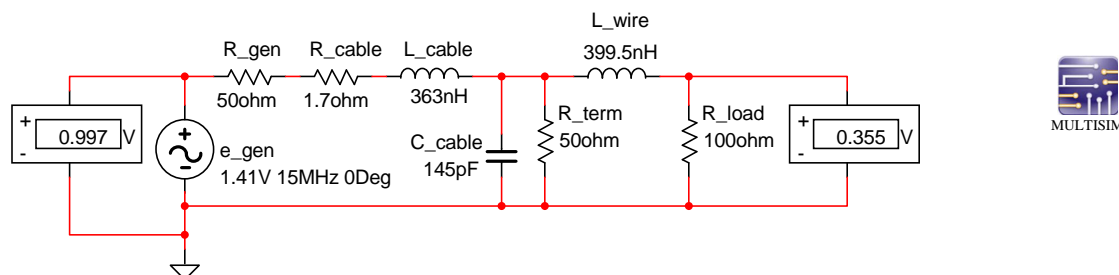 L_wire
R_gen R_cable L_cable 399.5nH
50ohm 1.7ohm 363nH
+ 0.997 V -
+ e_gen
1.41V 15MHz 0Deg
C_cable
145pF
R_term
50ohm
R_load
100ohm
+ 0.355 V -
MULTISIM